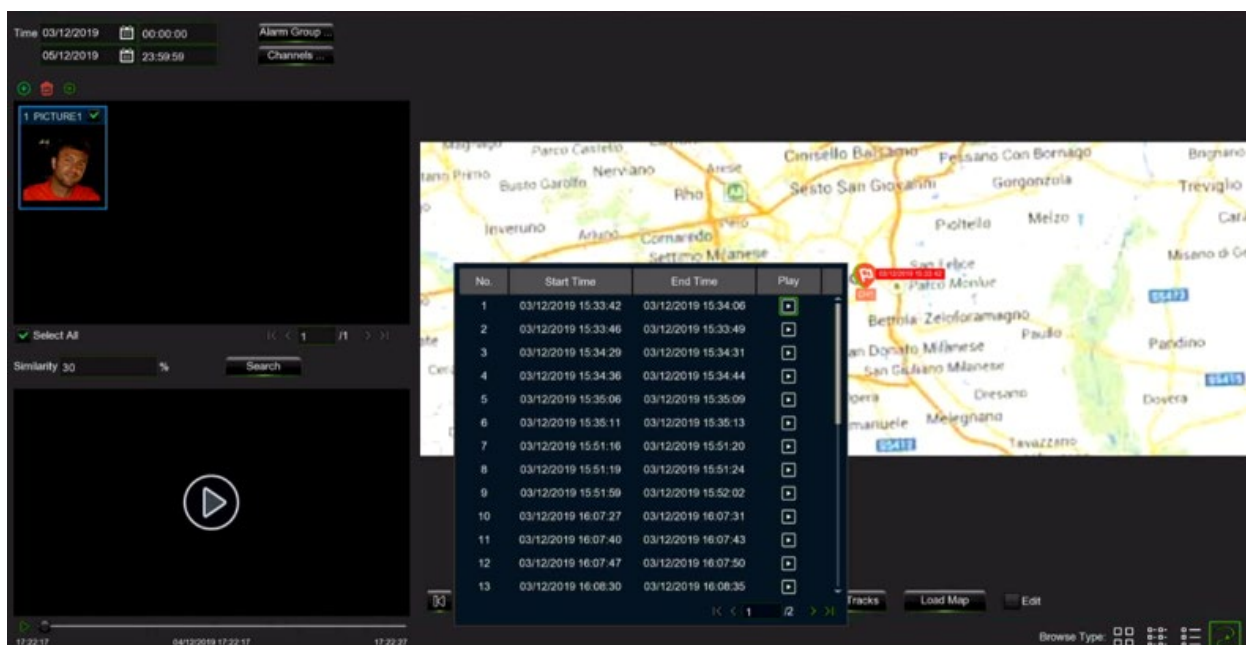 Time 03/12/2019 00:00:00 Alarm Group ...
05/12/2019 23:59:59 Channels ...
1 PICTURE1
Select All
1 /1
Similarity 30 % Search
17:22:17 04/12/2019 17:22:17 17:22:27
Parco Castello
Cinisello Balsamo
Pessano Con Bornago
Nerviano
Arese
Busto Garolfo
Rho
Sesto San Giovanni
Gorgonzola
Treviglio
Inveruno
Arluno
Cornaredo
Pioltello
Melzo
Settimo Milanese
San Felice
03/12/2019 15:33:42
Parco Monlue
Bettola Zeloforamagno
Paullo
Pandino
San Giuliano Milanese
Dresano
Dovera
Melegnano
Tavazzano
No. Start Time End Time Play
1 03/12/2019 15:33:42 03/12/2019 15:34:06
2 03/12/2019 15:33:46 03/12/2019 15:33:49
3 03/12/2019 15:34:29 03/12/2019 15:34:31
4 03/12/2019 15:34:36 03/12/2019 15:34:44
5 03/12/2019 15:35:06 03/12/2019 15:35:09
6 03/12/2019 15:35:11 03/12/2019 15:35:13
7 03/12/2019 15:51:16 03/12/2019 15:51:20
8 03/12/2019 15:51:19 03/12/2019 15:51:24
9 03/12/2019 15:51:59 03/12/2019 15:52:02
10 03/12/2019 16:07:27 03/12/2019 16:07:31
11 03/12/2019 16:07:40 03/12/2019 16:07:43
12 03/12/2019 16:07:47 03/12/2019 16:07:50
13 03/12/2019 16:08:30 03/12/2019 16:08:35
1 /2
Tracks Load Map Edit
Browse Type: